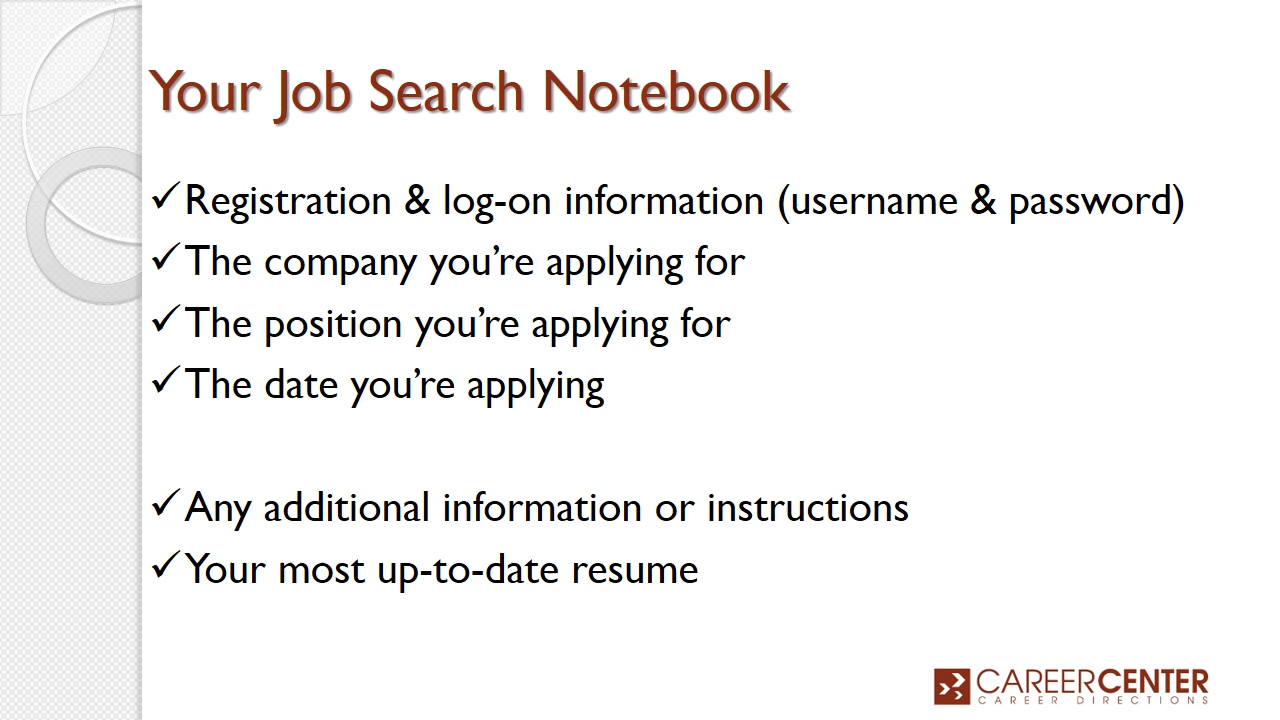 Your Job Search Notebook
✓Registration & log-on information (username & password)
✓The company you’re applying for
✓The position you’re applying for
✓The date you’re applying
✓Any additional information or instructions
✓Your most up-to-date resume
CAREERCENTER
CAREER DIRECTIONS